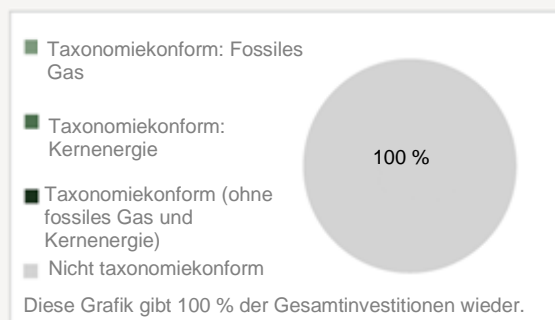 Taxonomiekonform: Fossiles
Gas
Taxonomiekonform:
Kernenergie
Taxonomiekonform (ohne
fossiles Gas und
Kernenergie)
Nicht taxonomiekonform
100 %
Diese Grafik gibt 100 % der Gesamtinvestitionen wieder.